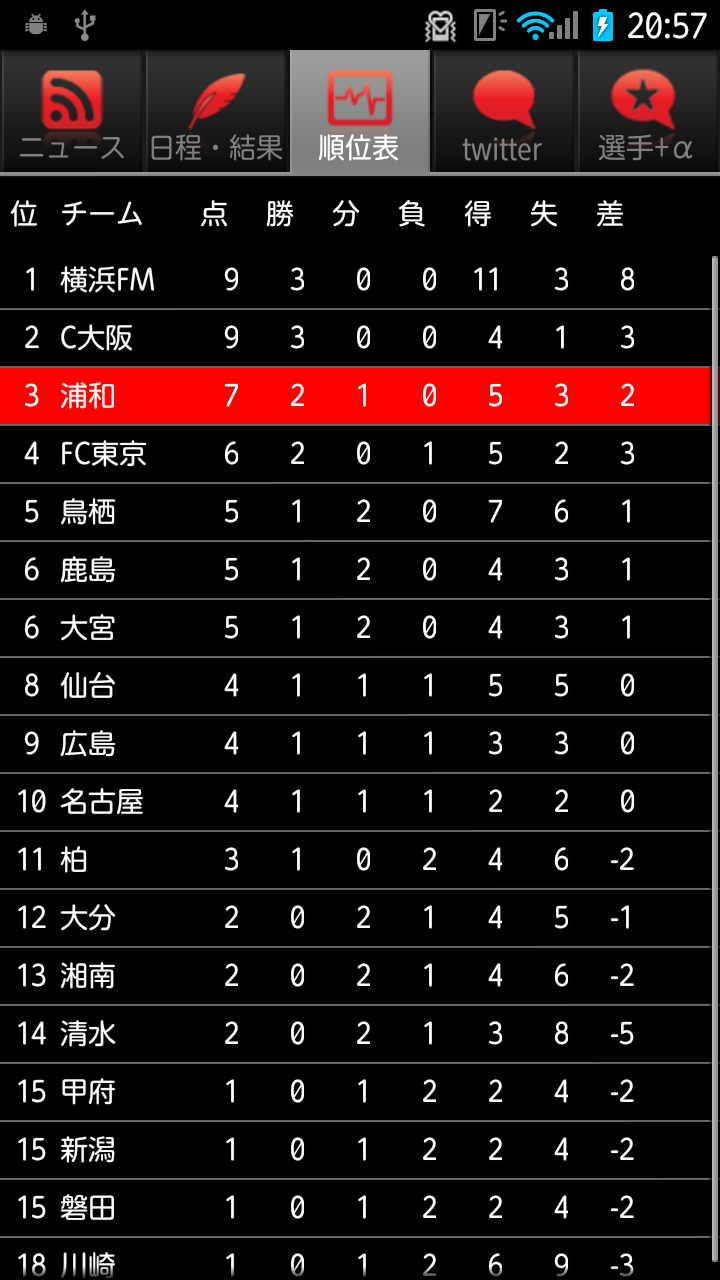 20:57
ニュース 日程・結果 順位表 twitter 選手+α
位 チーム 点 勝 分 負 得 失 差
1 横浜FM 9 3 0 0 11 3 8
2 C大阪 9 3 0 0 4 1 3
3 浦和 7 2 1 0 5 3 2
4 FC東京 6 2 0 1 5 2 3
5 鳥栖 5 1 2 0 7 6 1
6 鹿島 5 1 2 0 4 3 1
6 大宮 5 1 2 0 4 3 1
8 仙台 4 1 1 1 5 5 0
9 広島 4 1 1 1 3 3 0
10 名古屋 4 1 1 1 2 2 0
11 柏 3 1 0 2 4 6 -2
12 大分 2 0 2 1 4 5 -1
13 湘南 2 0 2 1 4 6 -2
14 清水 2 0 2 1 3 8 -5
15 甲府 1 0 1 2 2 4 -2
15 新潟 1 0 1 2 2 4 -2
15 磐田 1 0 1 2 2 4 -2
18 川崎 1 0 1 2 6 9 -3